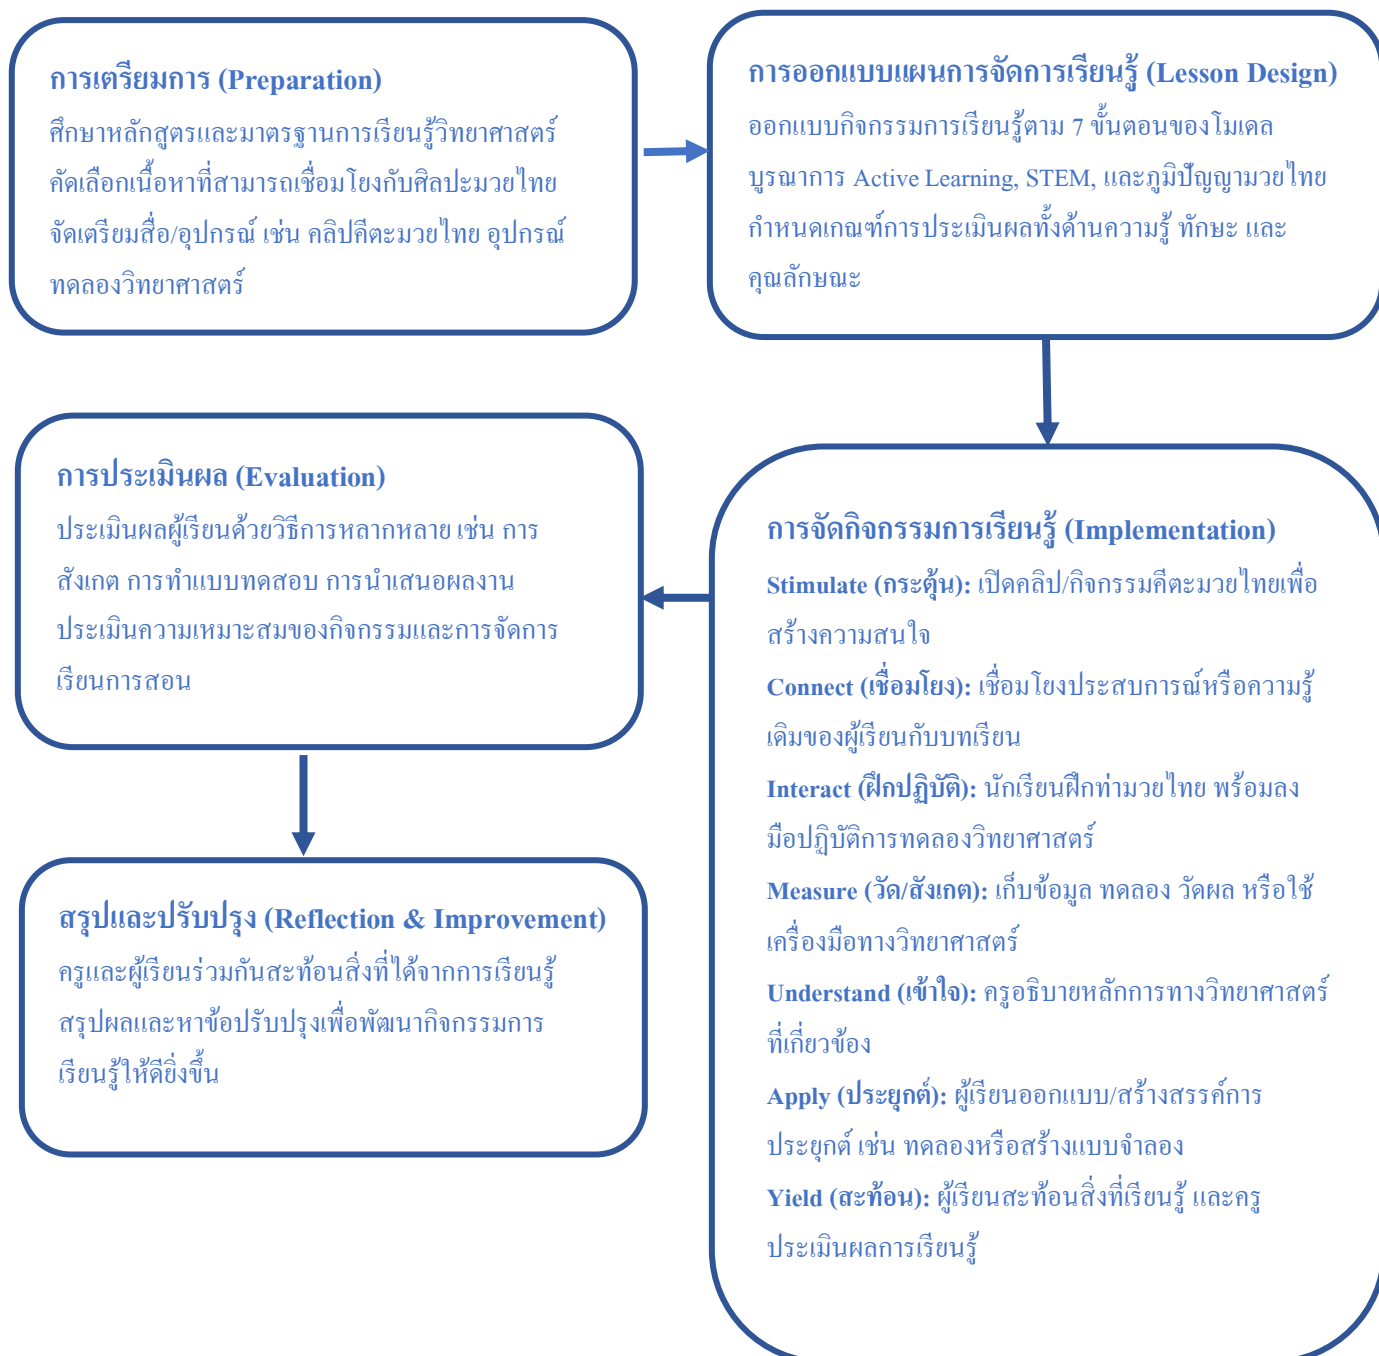 การเตรียมการ (Preparation)
ศึกษาหลักสูตรและมาตรฐานการเรียนรู้วิทยาศาสตร์
คัดเลือกเนื้อหาที่สามารถเชื่อมโยงกับศิลปะมวยไทย
จัดเตรียมสื่อ/อุปกรณ์ เช่น คลิปคีตะมวยไทย อุปกรณ์
ทดลองวิทยาศาสตร์
การออกแบบแผนการจัดการเรียนรู้ (Lesson Design)
ออกแบบกิจกรรมการเรียนรู้ตาม 7 ขั้นตอนของโมเดล
บูรณาการ Active Learning, STEM, และภูมิปัญญามวยไทย
กำหนดเกณฑ์การประเมินผลทั้งด้านความรู้ ทักษะ และ
คุณลักษณะ
การจัดกิจกรรมการเรียนรู้ (Implementation)
Stimulate (กระตุ้น): เปิดคลิป/กิจกรรมคีตะมวยไทยเพื่อ
สร้างความสนใจ
Connect (เชื่อมโยง): เชื่อมโยงประสบการณ์หรือความรู้
เดิมของผู้เรียนกับบทเรียน
Interact (ฝึกปฏิบัติ): นักเรียนฝึกท่ามวยไทย พร้อมลง
มือปฏิบัติการทดลองวิทยาศาสตร์
Measure (วัด/สังเกต): เก็บข้อมูล ทดลอง วัดผล หรือใช้
เครื่องมือทางวิทยาศาสตร์
Understand (เข้าใจ): ครูอธิบายหลักการทางวิทยาศาสตร์
ที่เกี่ยวข้อง
Apply (ประยุกต์): ผู้เรียนออกแบบ/สร้างสรรค์การ
ประยุกต์ เช่น ทดลองหรือสร้างแบบจำลอง
Yield (สะท้อน): ผู้เรียนสะท้อนสิ่งที่เรียนรู้ และครู
ประเมินผลการเรียนรู้
การประเมินผล (Evaluation)
ประเมินผลผู้เรียนด้วยวิธีการหลากหลาย เช่น การ
สังเกต การทำแบบทดสอบ การนำเสนอผลงาน
ประเมินความเหมาะสมของกิจกรรมและการจัดการ
เรียนการสอน
สรุปและปรับปรุง (Reflection & Improvement)
ครูและผู้เรียนร่วมกันสะท้อนสิ่งที่ได้จากการเรียนรู้
สรุปผลและหาข้อปรับปรุงเพื่อพัฒนากิจกรรมการ
เรียนรู้ให้ดียิ่งขึ้น